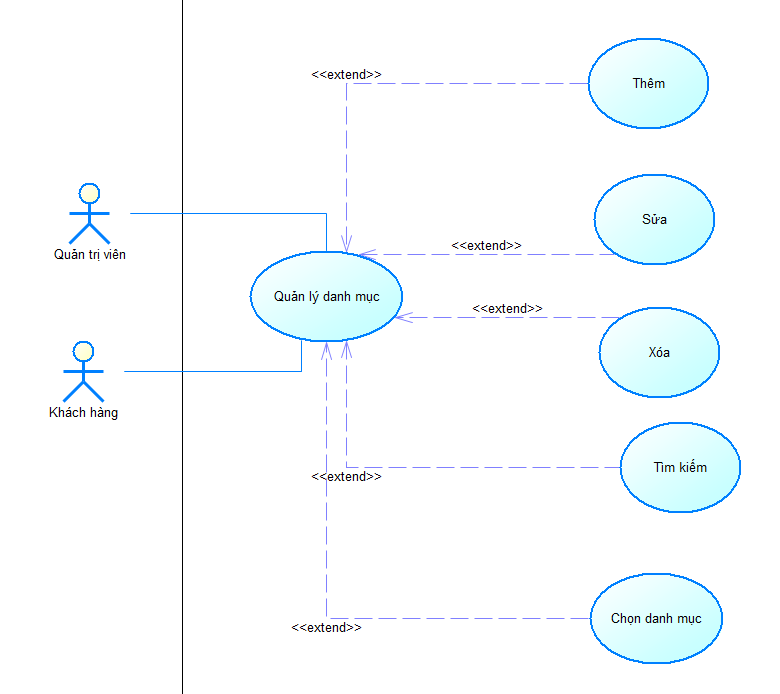 <<extend>>
Thêm
Sửa
<<extend>>
Quản trị viên
Quản lý danh mục
<<extend>>
Xóa
Khách hàng
Tìm kiếm
<<extend>>
Chọn danh mục
<<extend>>